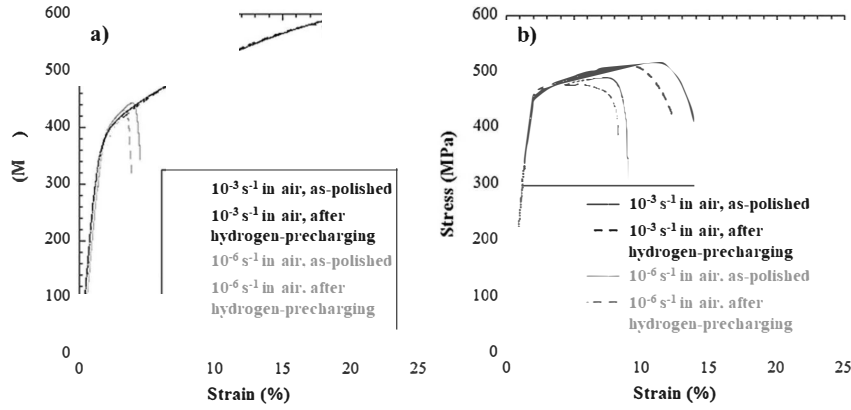 600
a)
500
400
300
200
100
0
(M )
10⁻³ s⁻¹ in air, as-polished
10⁻³ s⁻¹ in air, after
hydrogen-precharging
10⁻⁶ s⁻¹ in air, as-polished
10⁻⁶ s⁻¹ in air, after
hydrogen-precharging
0 5 10 15 20 25
Strain (%)
600
b)
500
400
300
200
100
0
Stress (MPa)
10⁻³ s⁻¹ in air, as-polished
10⁻³ s⁻¹ in air, after
hydrogen-precharging
10⁻⁶ s⁻¹ in air, as-polished
10⁻⁶ s⁻¹ in air, after
hydrogen-precharging
0 5 10 15 20 25
Strain (%)